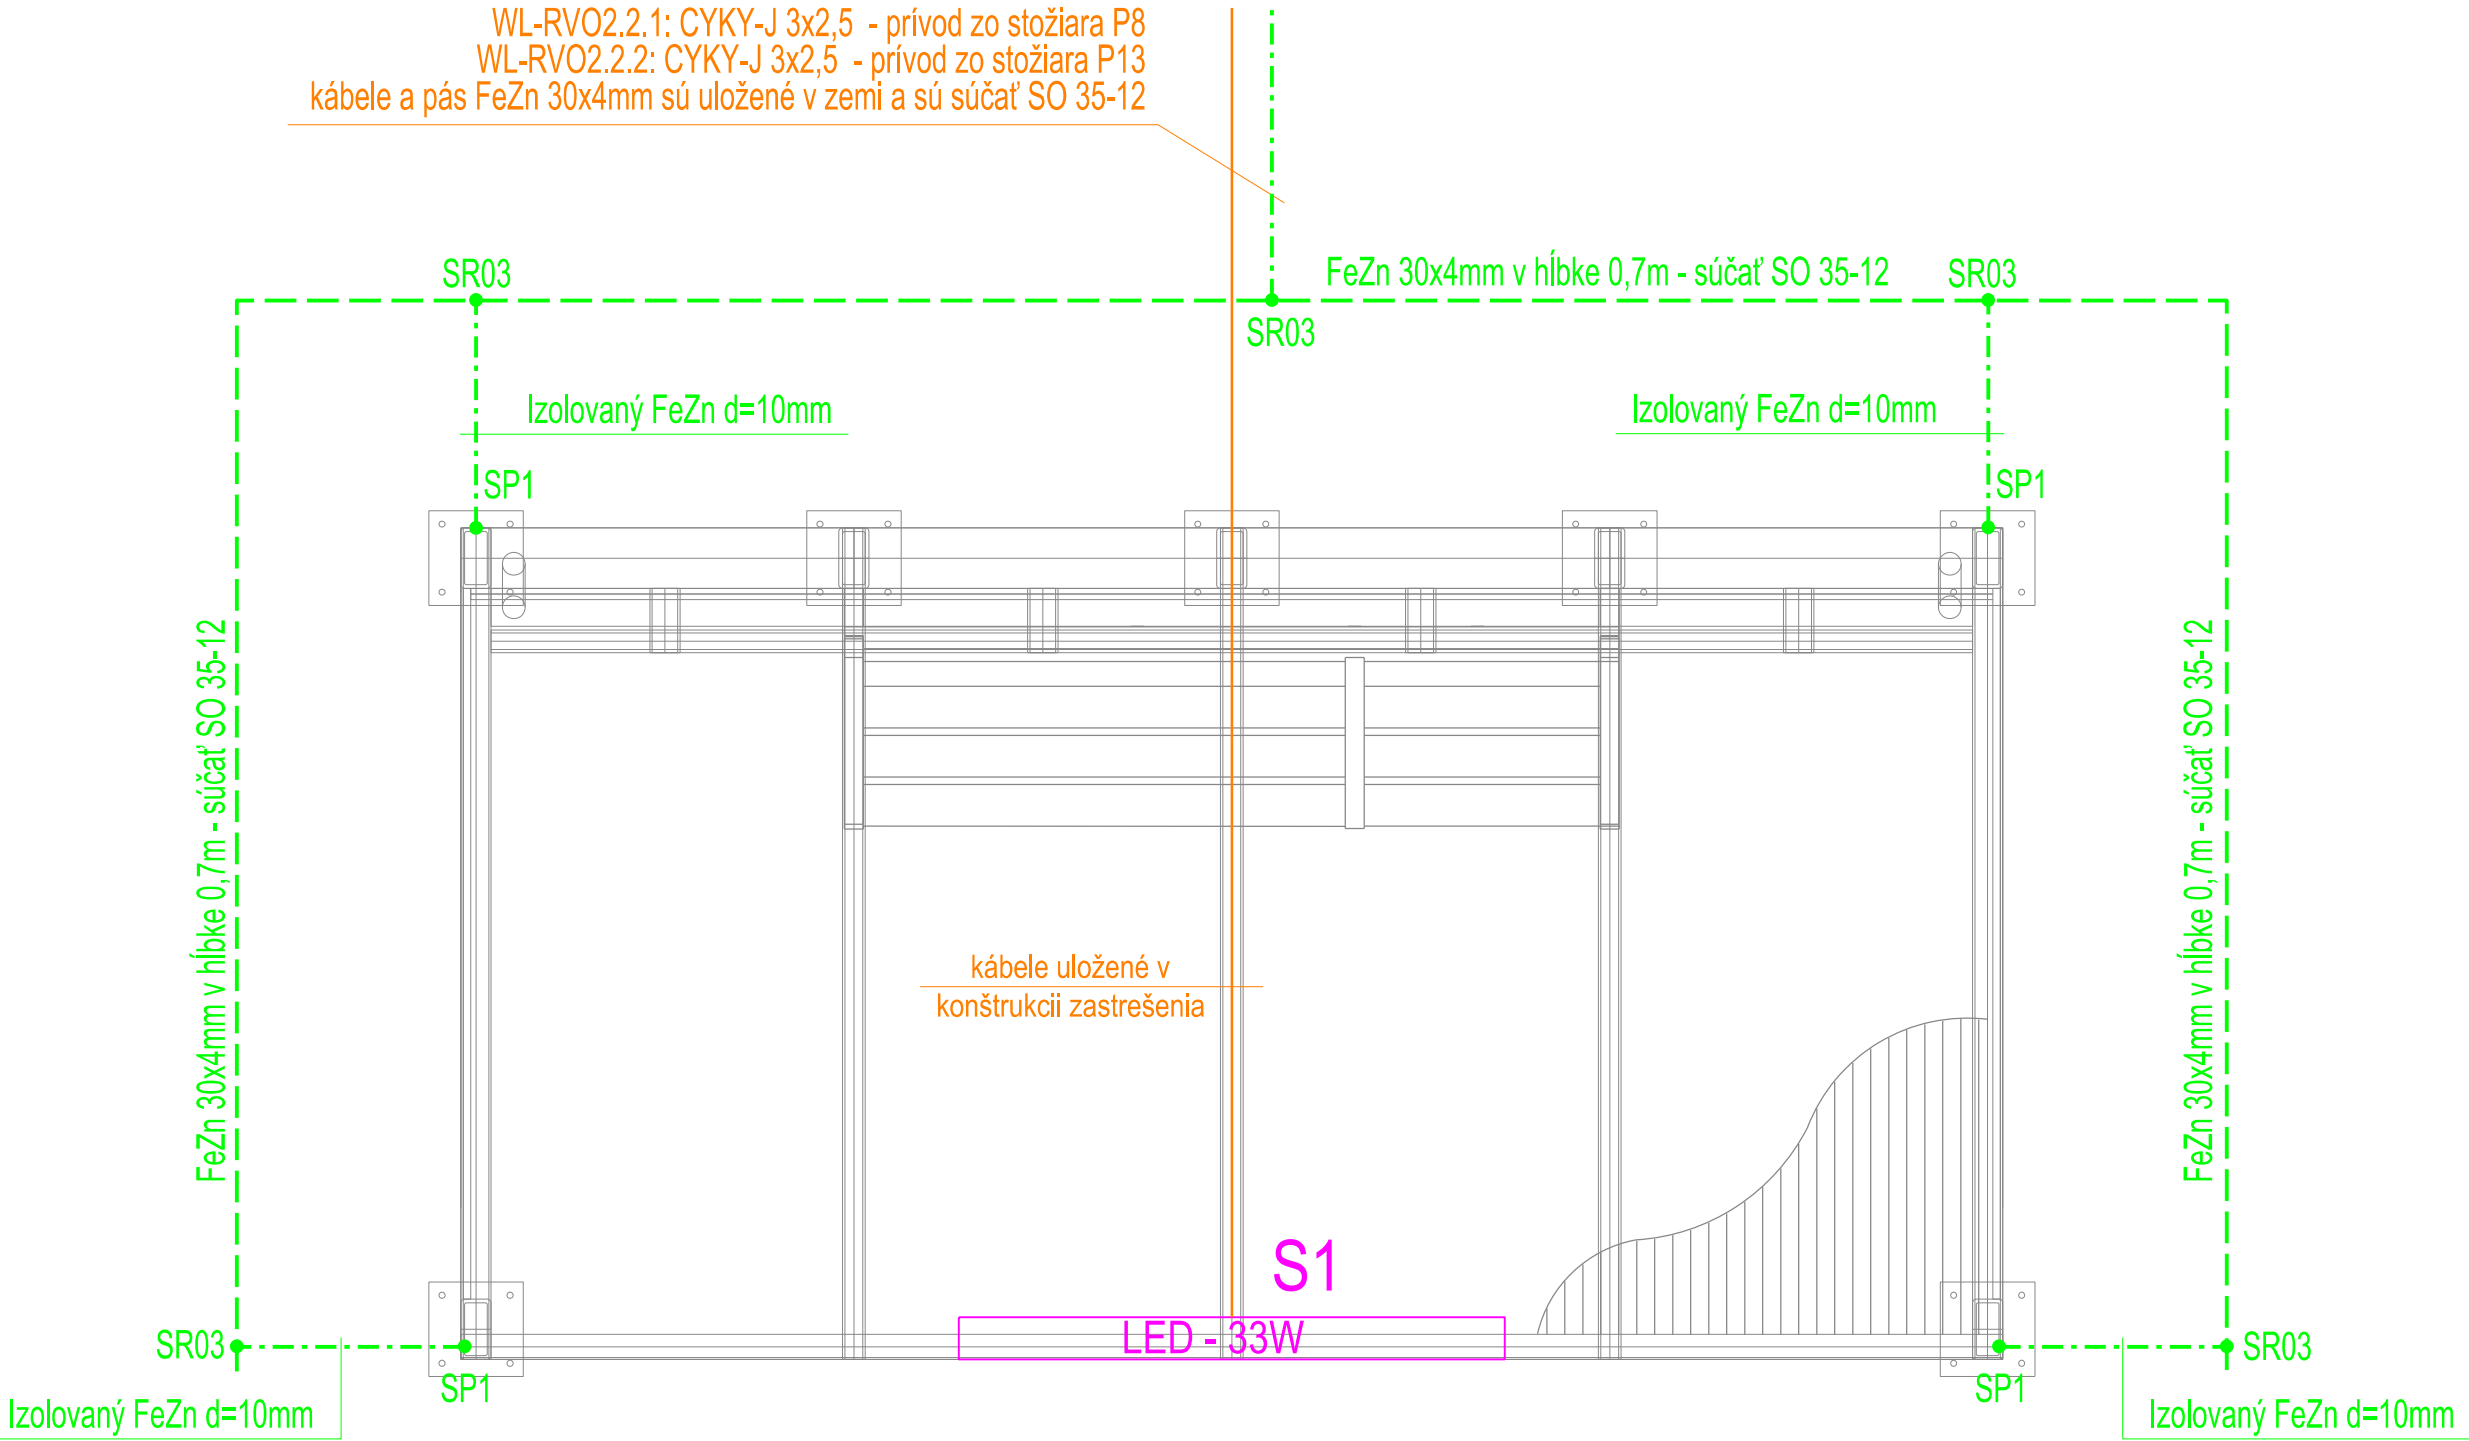 WL-RVO2.2.1: CYKY-J 3x2,5 - prívod zo stožiara P8
WL-RVO2.2.2: CYKY-J 3x2,5 - prívod zo stožiara P13
kábele a pás FeZn 30x4mm sú uložené v zemi a sú súčať SO 35-12
SR03
FeZn 30x4mm v hĺbke 0,7m - súčať SO 35-12
SR03
SR03
Izolovaný FeZn d=10mm
Izolovaný FeZn d=10mm
SP1
SP1
FeZn 30x4mm v hĺbke 0,7m - súčať SO 35-12
FeZn 30x4mm v hĺbke 0,7m - súčať SO 35-12
kábele uložené v
konštrukcii zastrešenia
S1
LED - 33W
SR03
SR03
SP1
SP1
Izolovaný FeZn d=10mm
Izolovaný FeZn d=10mm